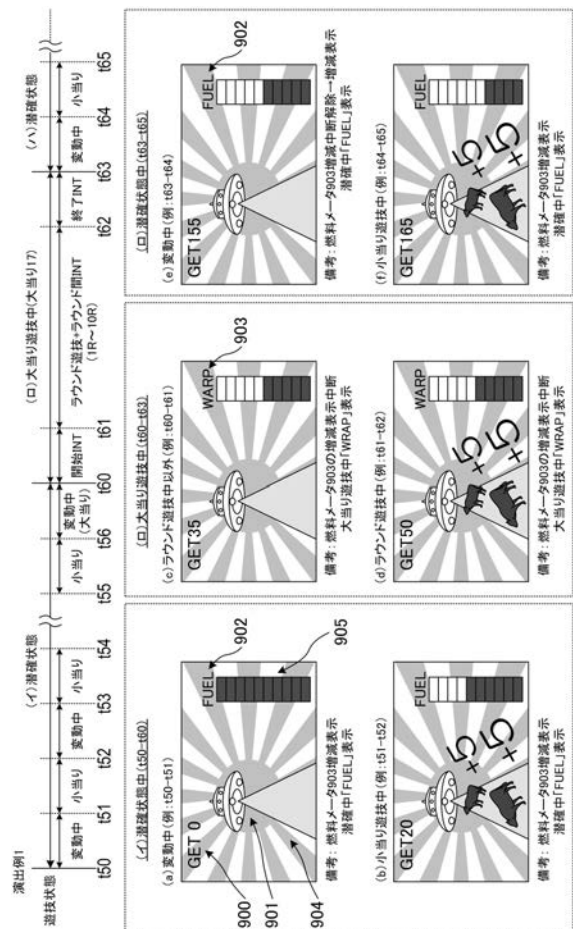 演出例1
遊技状態
(イ)潜確状態
変動中
小当り
変動中
小当り
小当り
変動中
(大当り)
(ロ)大当り遊技中(大当り17)
開始INT
ラウンド遊技+ラウンド間INT
(1R～10R)
終了INT
(ハ)潜確状態
変動中
小当り
t50
t51
t52
t53
t54
t55
t56
t60
t61
t62
t63
t64
t65
(イ)潜確状態中(t50-t60)
(a)変動中(例:t50-t51)
GET 0
FUEL
900
901
904
902
905
備考:燃料メータ903増減表示
潜確中「FUEL」表示
(b)小当り遊技中(例:t51-t52)
GET20
FUEL
+5
+5
備考:燃料メータ903増減表示
潜確中「FUEL」表示
(ロ)大当り遊技中(t60-t63)
(c)ラウンド遊技中以外(例:t60-t61)
GET35
WARP
903
備考:燃料メータ903の増減表示中断
大当り遊技中「WRAP」表示
(d)ラウンド遊技中(例:t61-t62)
GET50
WARP
+5
+5
備考:燃料メータ903の増減表示中断
大当り遊技中「WRAP」表示
(ロ)潜確状態中(t63-t65)
(e)変動中(例:t63-t64)
GET155
FUEL
902
備考:燃料メータ903増減中断解除→増減表示
潜確中「FUEL」表示
(f)小当り遊技中(例:t64-t65)
GET165
FUEL
+5
+5
備考:燃料メータ903増減表示
潜確中「FUEL」表示